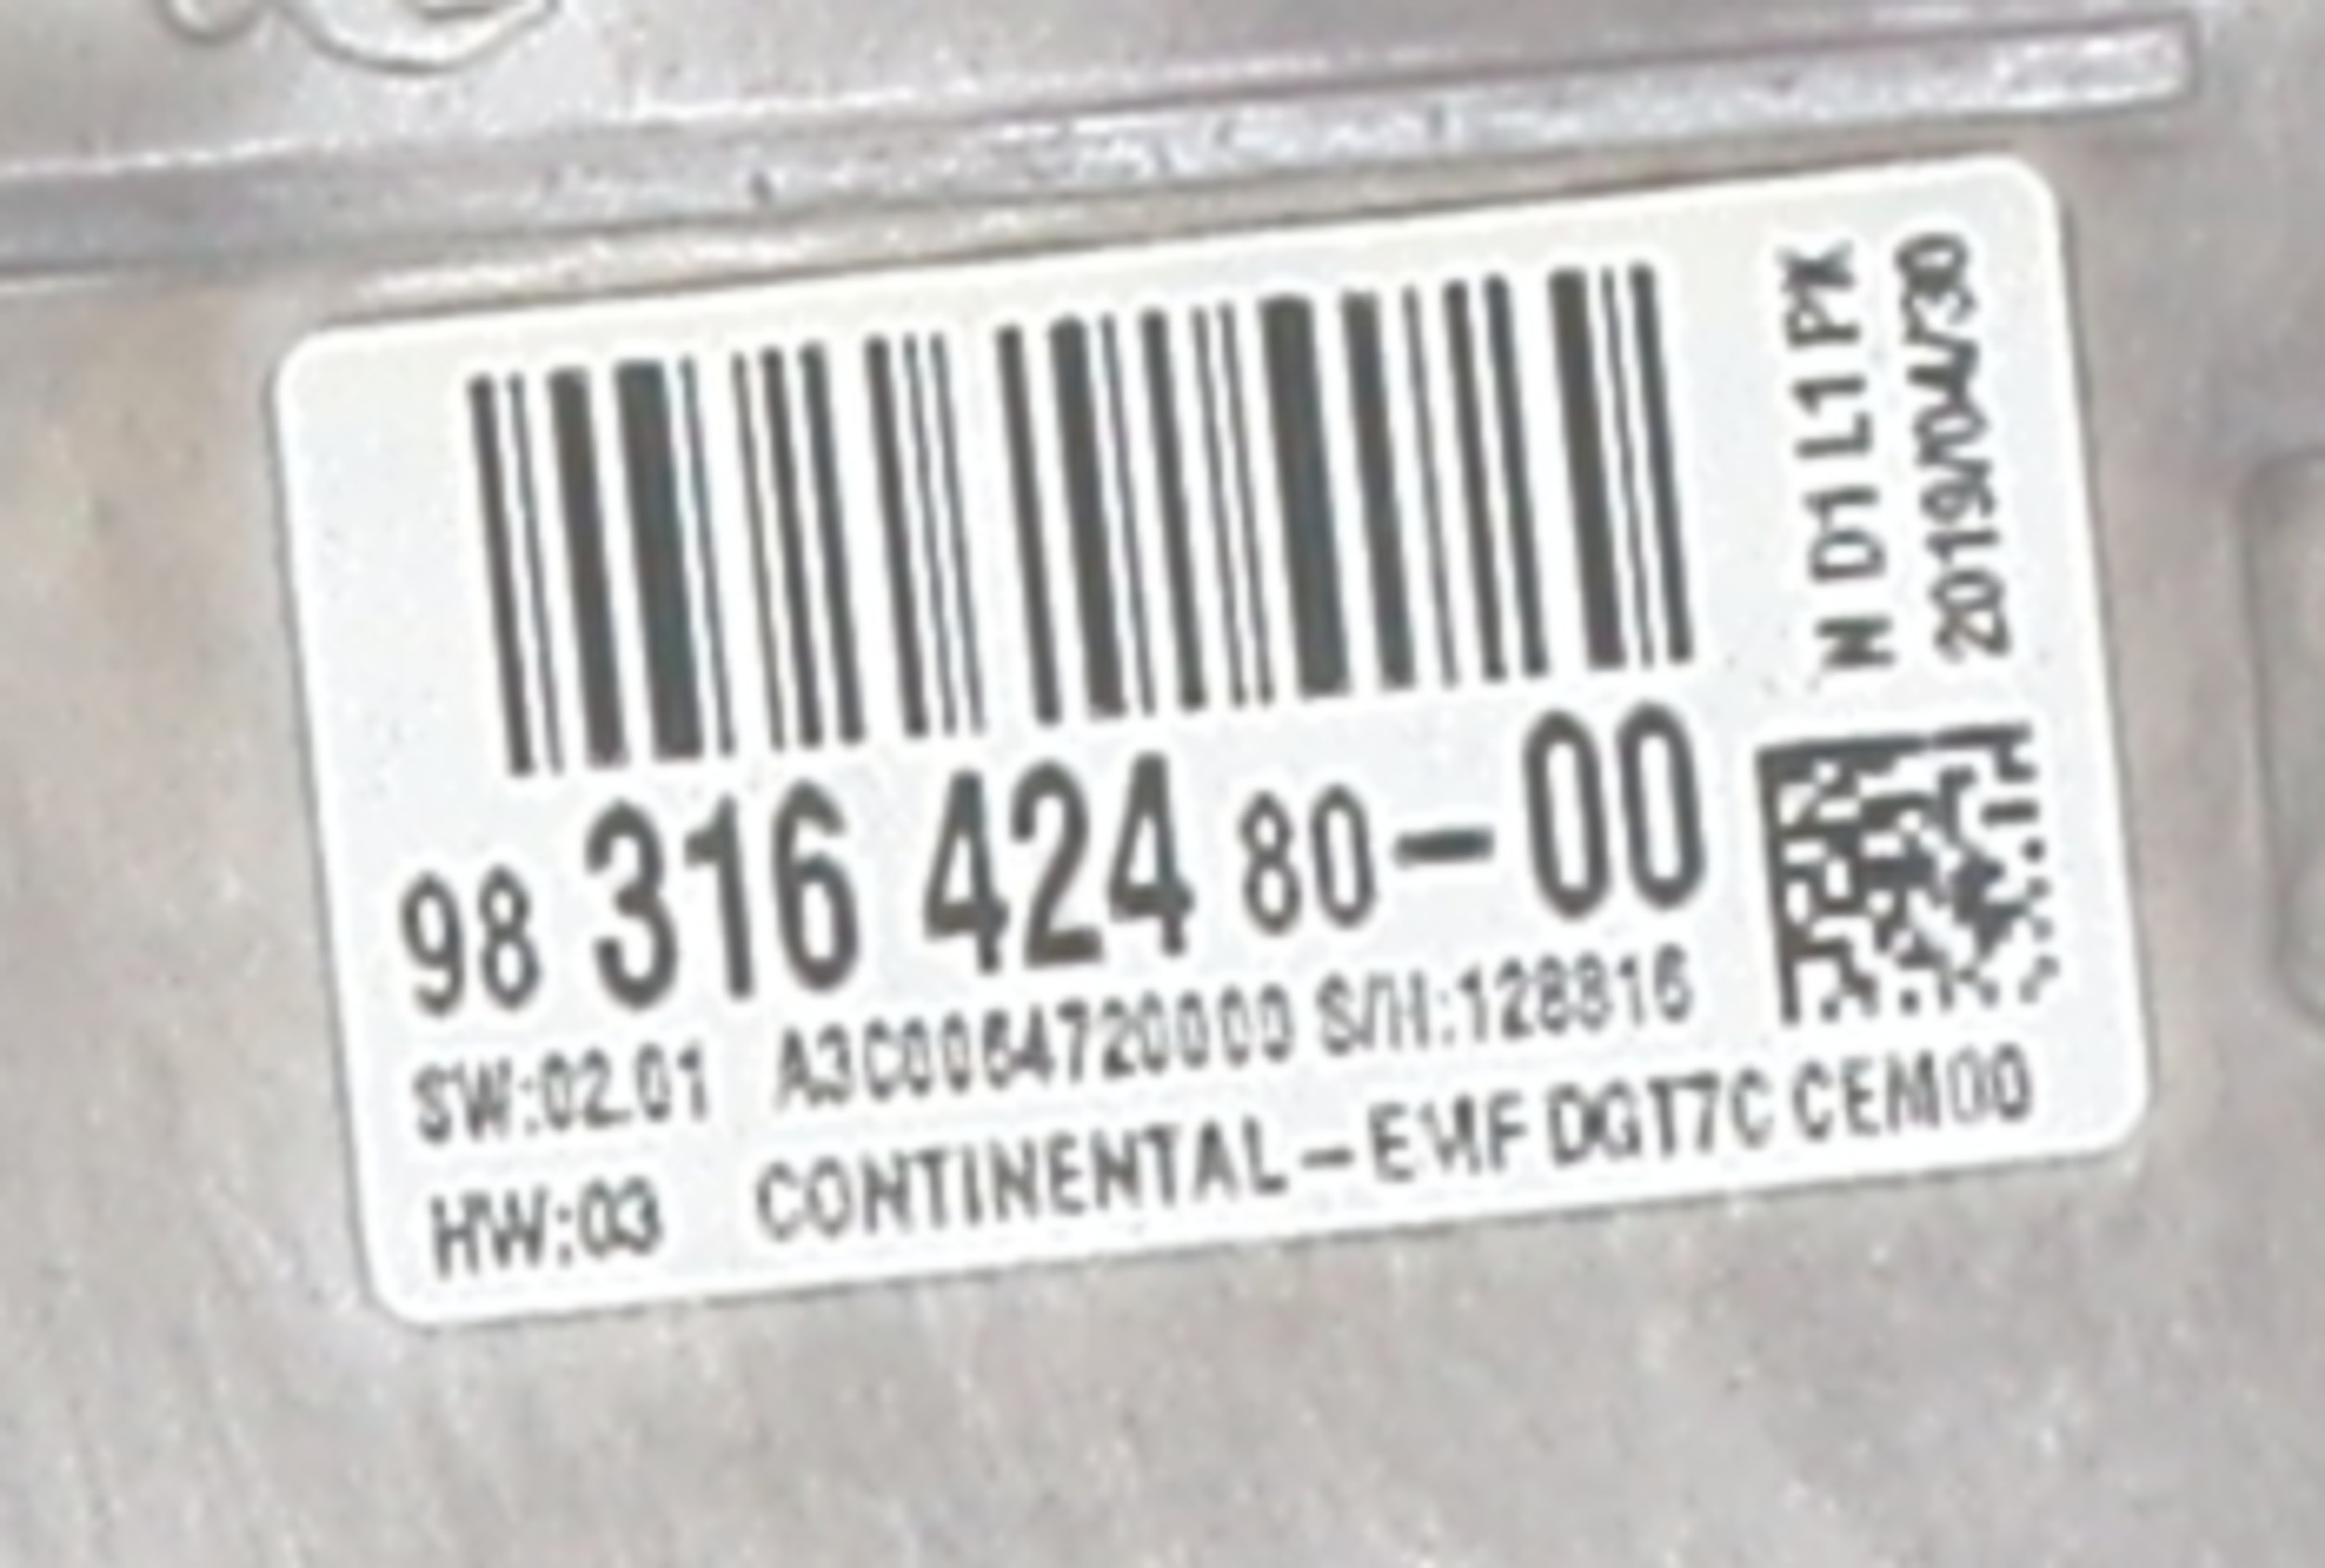 98 316 424 80-00
SW:02.01 A3C0064720000 S/N:128816
HW:03 CONTINENTAL-EMF DGT7C CEM00
N D1 L1 PK
2019/04/30